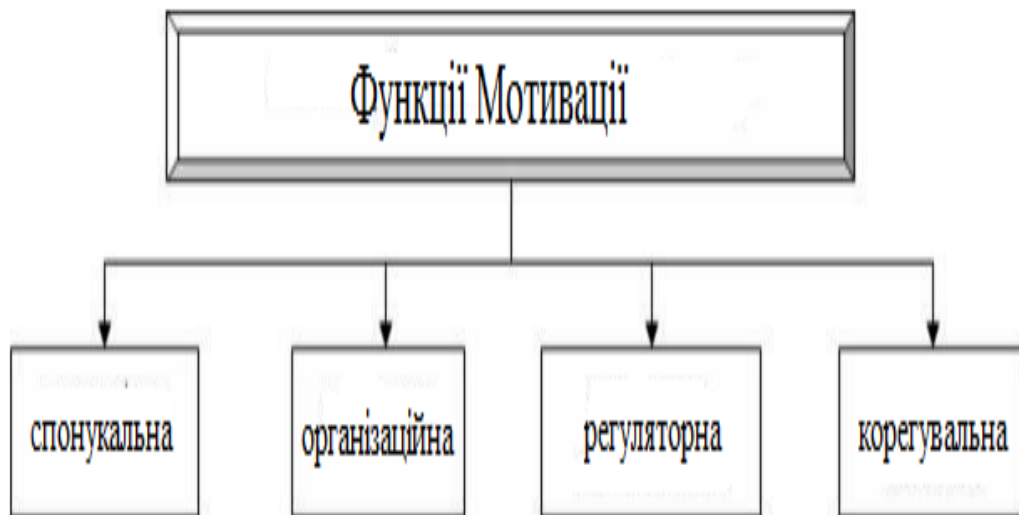 Функції Мотивації
спонукальна
організаційна
регуляторна
корегувальна